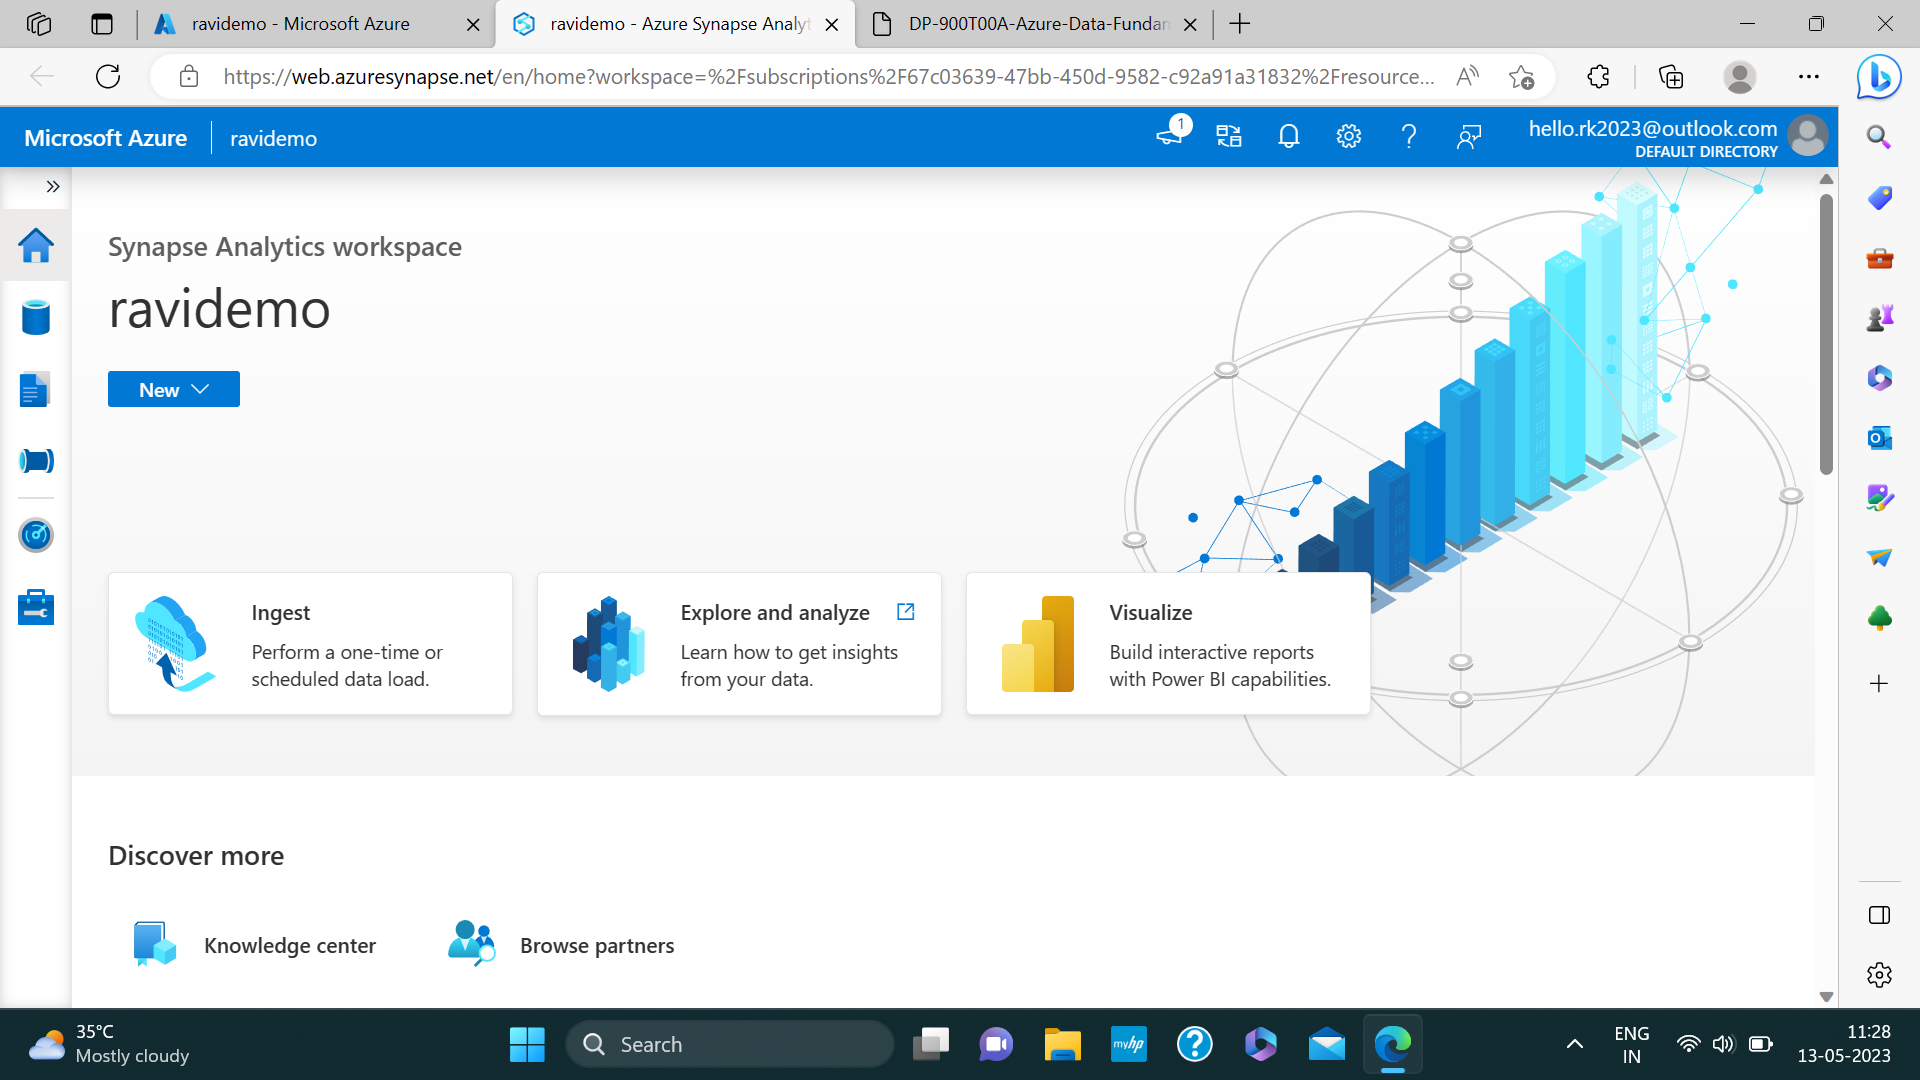 ravidemo - Microsoft Azure
ravidemo - Azure Synapse Analyt
DP-900T00A-Azure-Data-Fundan
https://web.azuresynapse.net/en/home?workspace=%2Fsubscriptions%2F67c03639-47bb-450d-9582-c92a91a31832%2Fresource...
Microsoft Azure
ravidemo
1
hello.rk2023@outlook.com
DEFAULT DIRECTORY
Synapse Analytics workspace
ravidemo
New
Ingest
Perform a one-time or
scheduled data load.
Explore and analyze
Learn how to get insights
from your data.
Visualize
Build interactive reports
with Power BI capabilities.
Discover more
Knowledge center
Browse partners
35°C
Mostly cloudy
Search
myhp
ENG
IN
11:28
13-05-2023